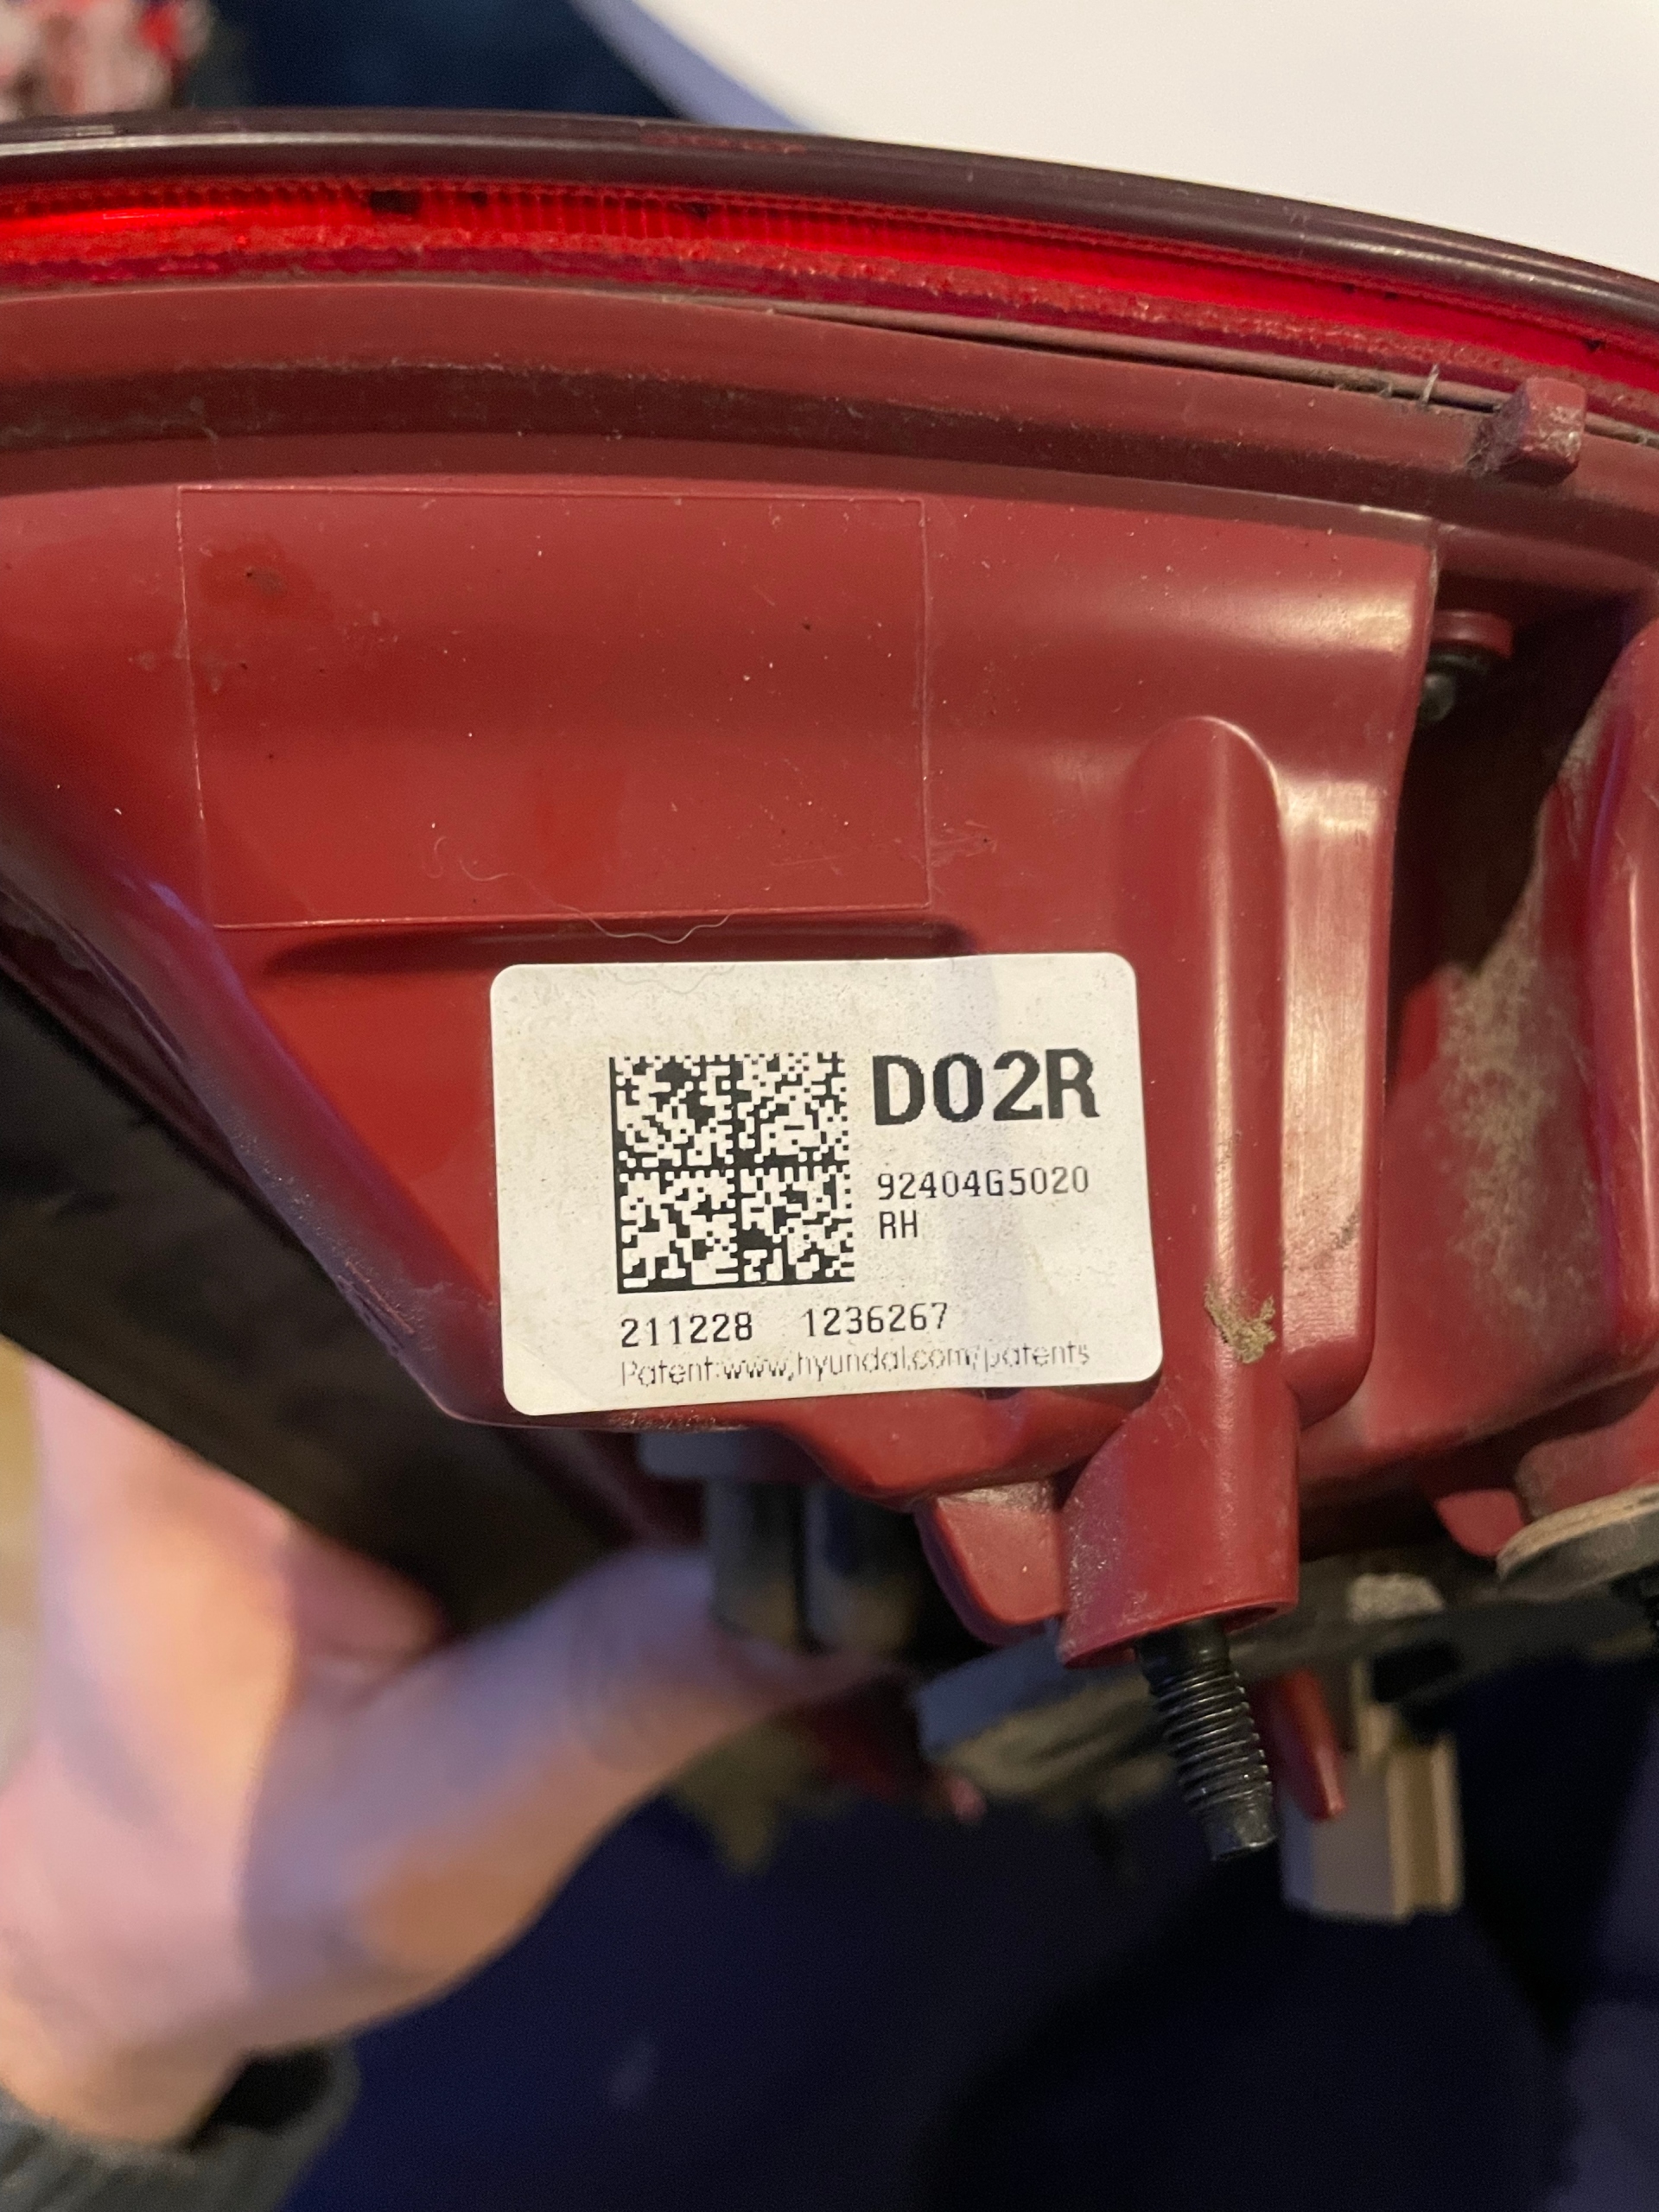 D02R
92404G5020
RH
211228 1236267
Patent:www.hyundai.com/patents